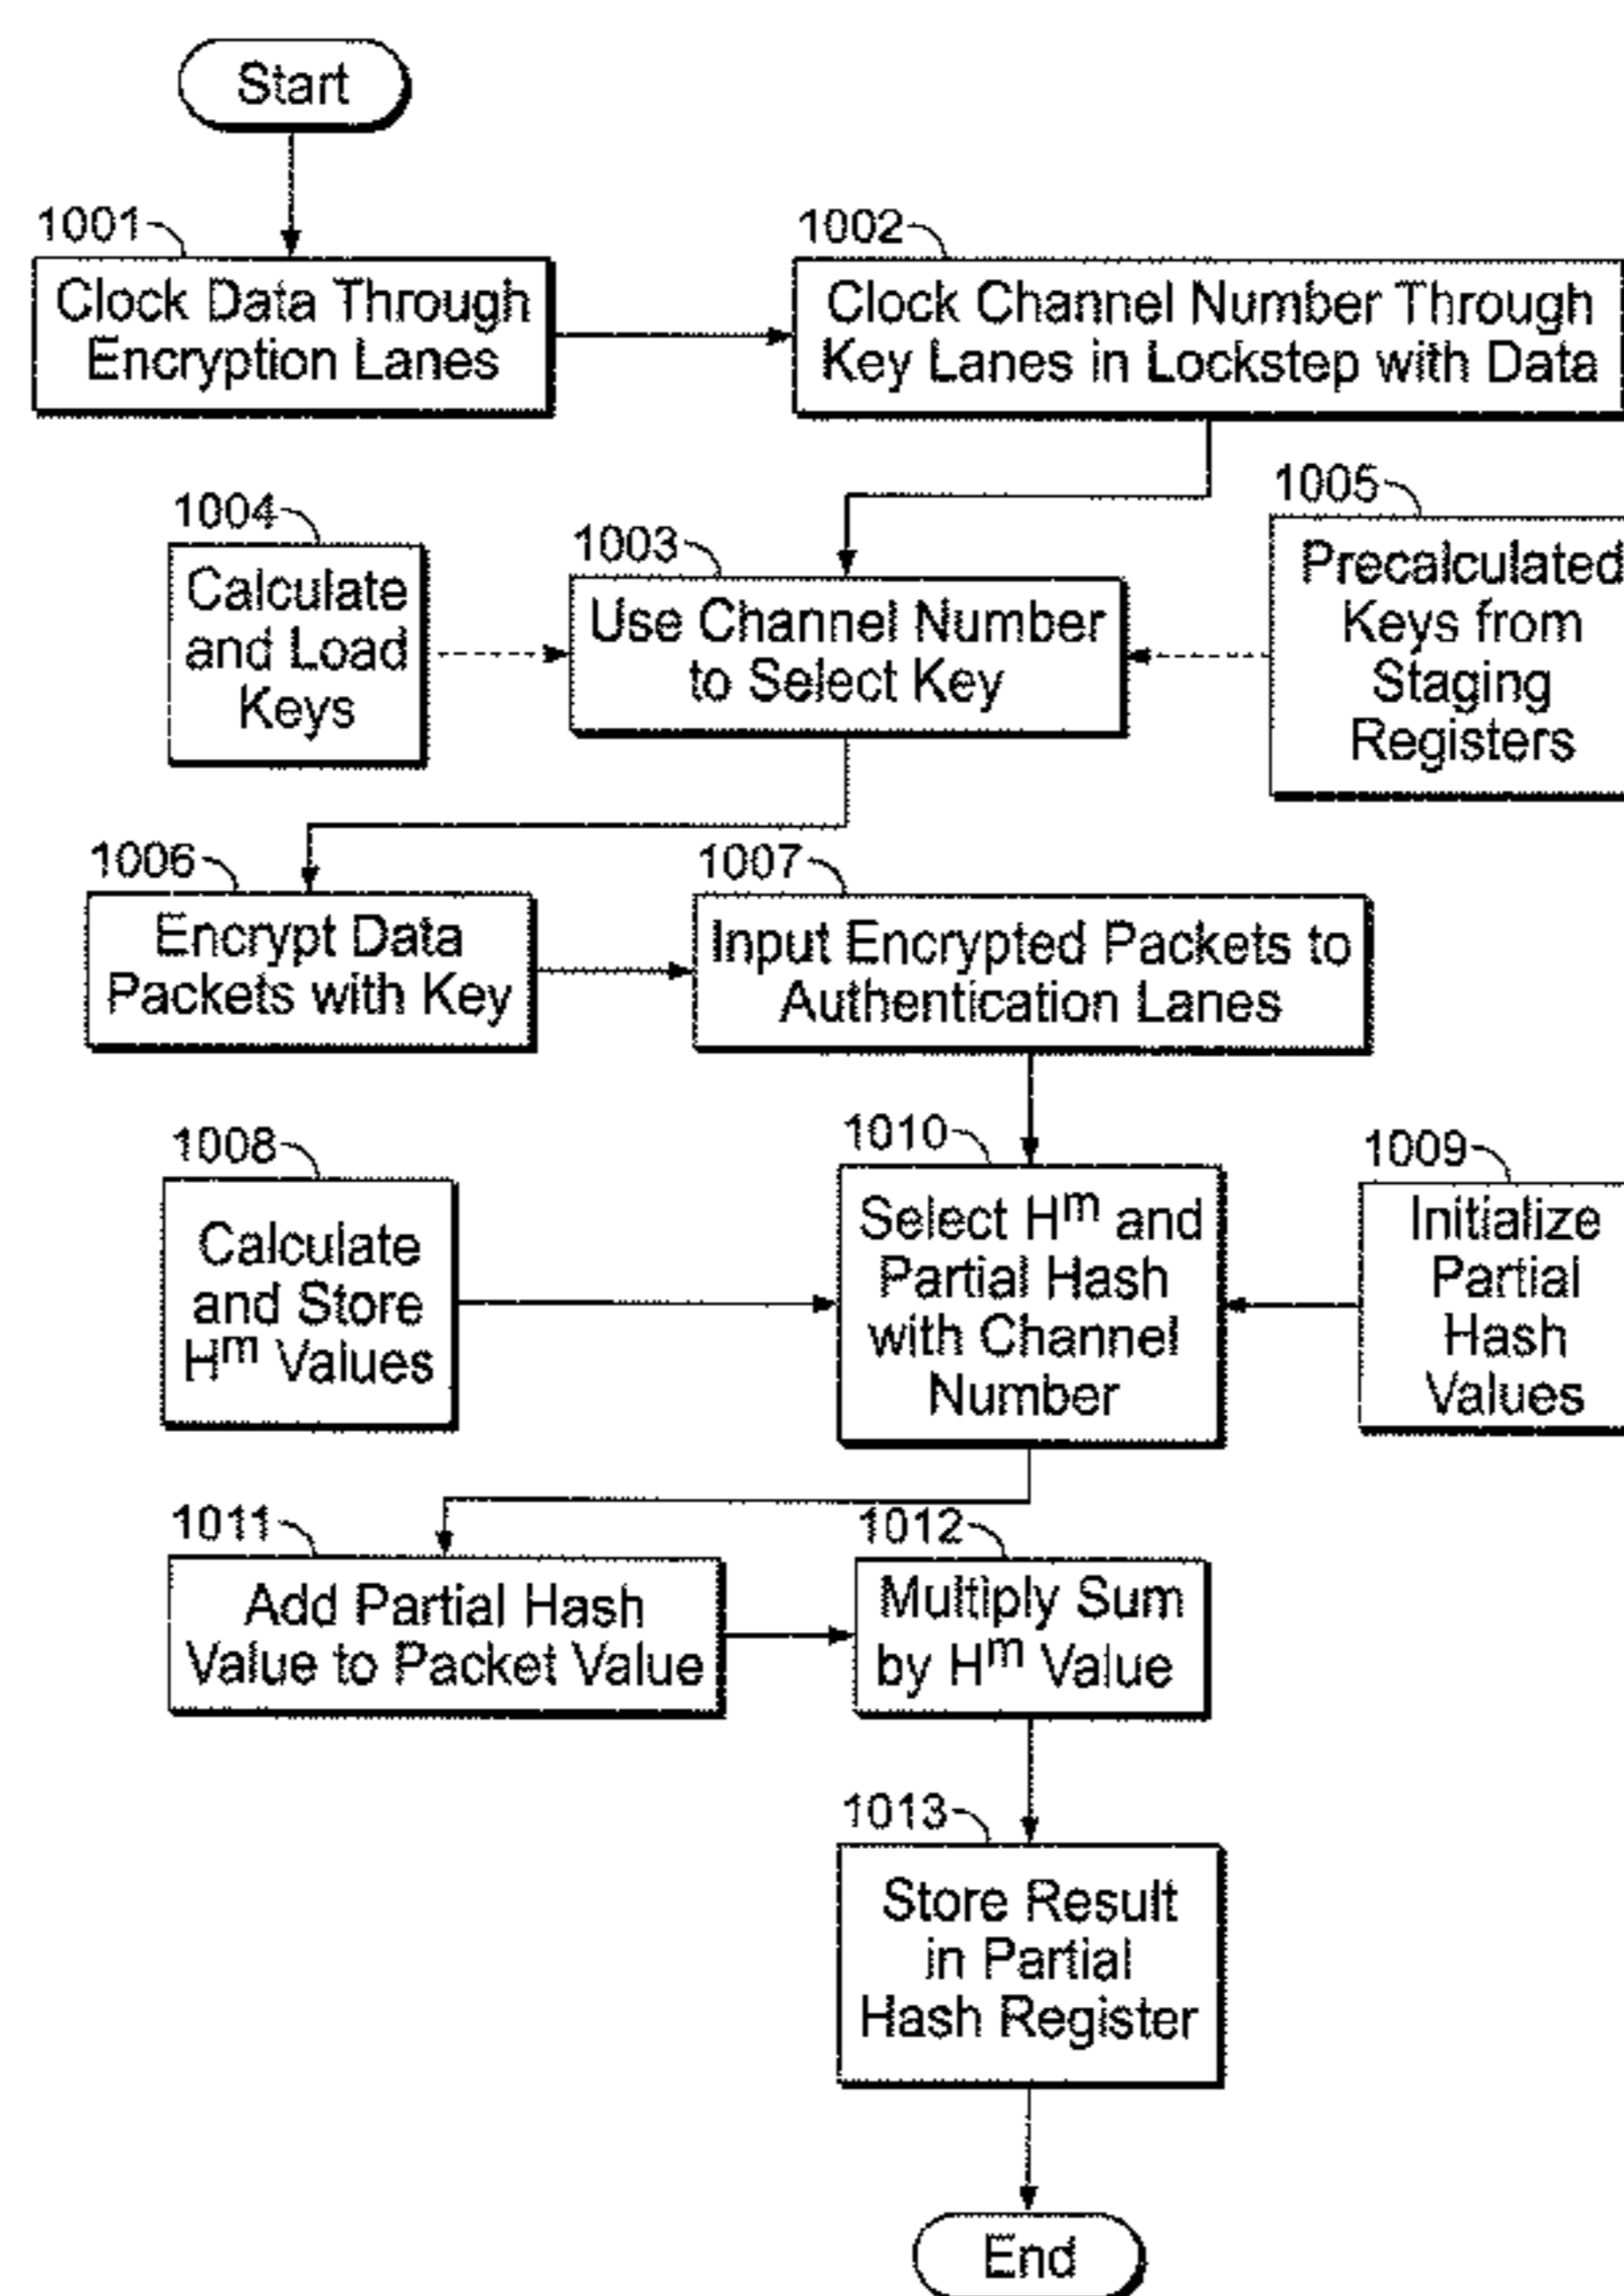 Start
1001
Clock Data Through
Encryption Lanes
1002
Clock Channel Number Through
Key Lanes in Lockstep with Data
1004
Calculate
and Load
Keys
1003
Use Channel Number
to Select Key
1005
Precalculated
Keys from
Staging
Registers
1006
Encrypt Data
Packets with Key
1007
Input Encrypted Packets to
Authentication Lanes
1008
Calculate
and Store
Hᵐ Values
1010
Select Hᵐ and
Partial Hash
with Channel
Number
1009
Initialize
Partial
Hash
Values
1011
Add Partial Hash
Value to Packet Value
1012
Multiply Sum
by Hᵐ Value
1013
Store Result
in Partial
Hash Register
End